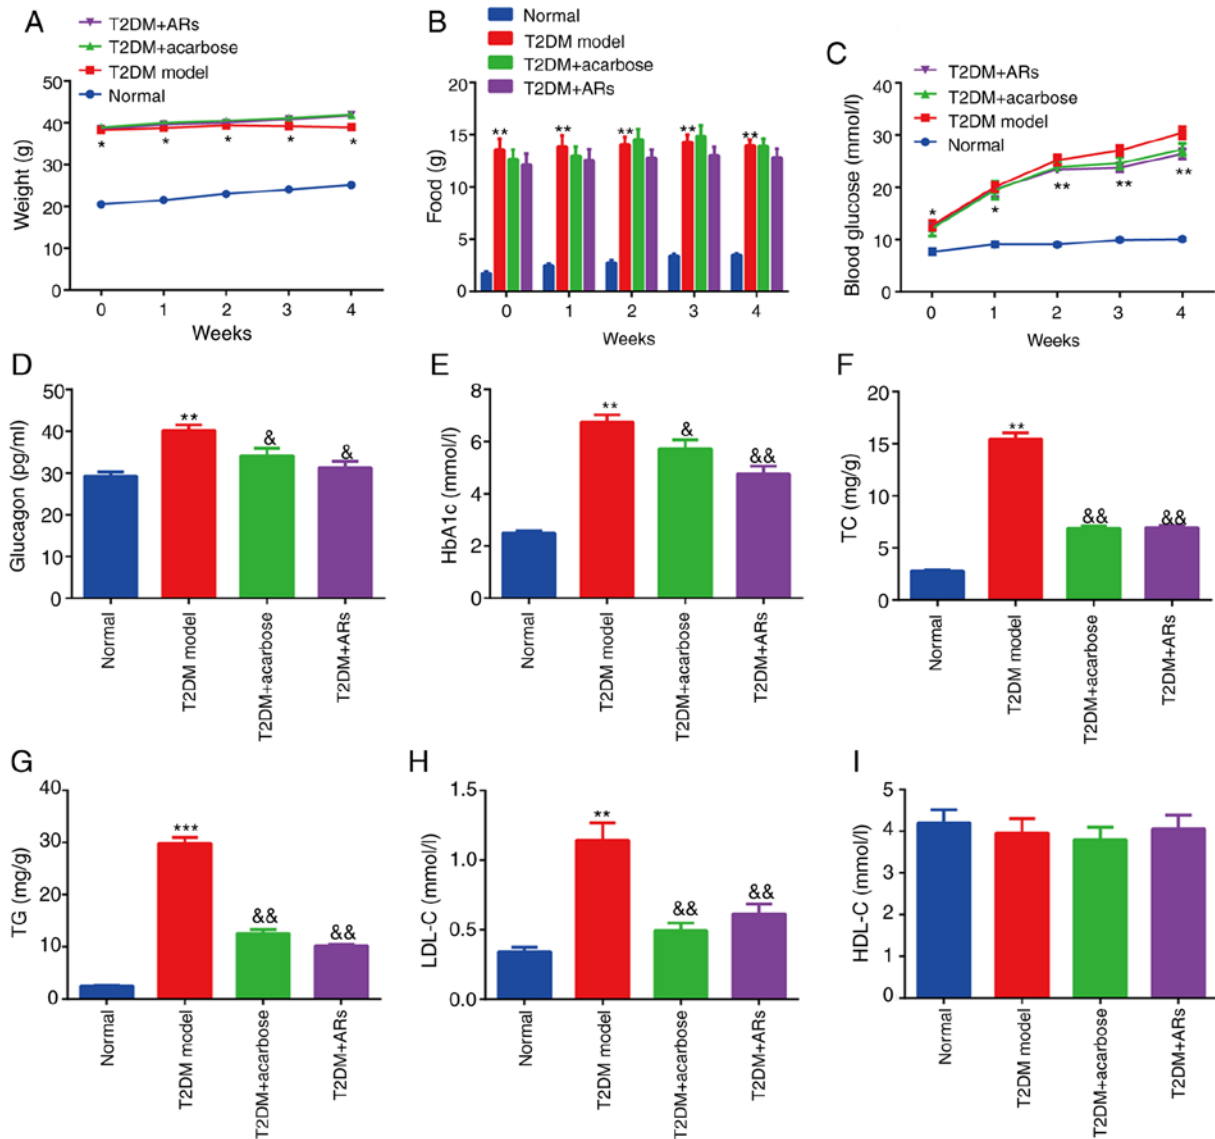 A
T2DM+ARs
T2DM+acarbose
T2DM model
Normal
Weight (g)
50
40
30
20
10
0
* * * * *
0 1 2 3 4
Weeks
B
Normal
T2DM model
T2DM+acarbose
T2DM+ARs
Food (g)
20
15
10
5
0
** ** ** ** **
0 1 2 3 4
Weeks
C
T2DM+ARs
T2DM+acarbose
T2DM model
Normal
Blood glucose (mmol/l)
40
30
20
10
0
* * ** ** **
0 1 2 3 4
Weeks
D
Glucagon (pg/ml)
50
40
30
20
10
0
** & &
Normal
T2DM model
T2DM+acarbose
T2DM+ARs
E
HbA1c (mmol/l)
8
6
4
2
0
** & &&
Normal
T2DM model
T2DM+acarbose
T2DM+ARs
F
TC (mg/g)
20
15
10
5
0
** && &&
Normal
T2DM model
T2DM+acarbose
T2DM+ARs
G
TG (mg/g)
40
30
20
10
0
*** && &&
Normal
T2DM model
T2DM+acarbose
T2DM+ARs
H
LDL-C (mmol/l)
1.5
1.0
0.5
0.0
** && &&
Normal
T2DM model
T2DM+acarbose
T2DM+ARs
I
HDL-C (mmol/l)
5
4
3
2
1
0
Normal
T2DM model
T2DM+acarbose
T2DM+ARs